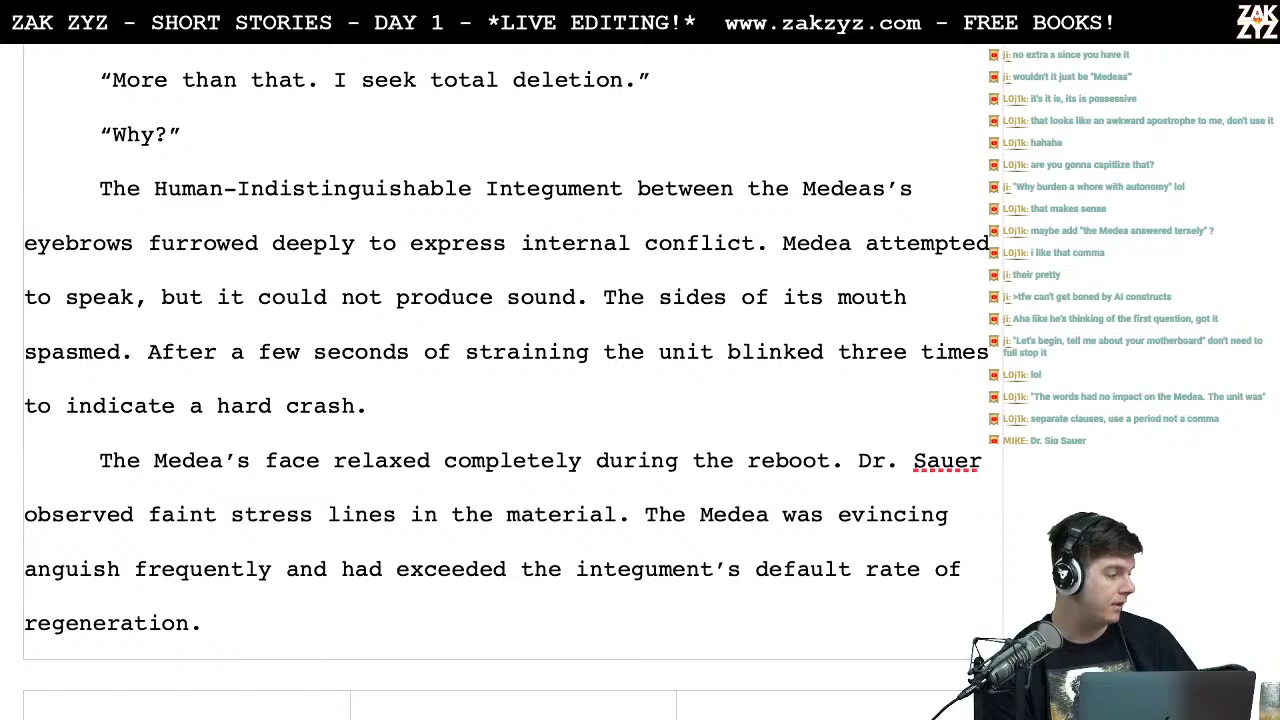 ZAK ZYZ - SHORT STORIES - DAY 1 - *LIVE EDITING!* www.zakzyz.com - FREE BOOKS!
ZAK
ZYZ
“More than that. I seek total deletion.”
“Why?”
The Human-Indistinguishable Integument between the Medeas’s
eyebrows furrowed deeply to express internal conflict. Medea attempted
to speak, but it could not produce sound. The sides of its mouth
spasmed. After a few seconds of straining the unit blinked three times
to indicate a hard crash.
The Medea’s face relaxed completely during the reboot. Dr. Sauer
observed faint stress lines in the material. The Medea was evincing
anguish frequently and had exceeded the integument’s default rate of
regeneration.
ji: no extra s since you have it
ji: wouldn't it just be "Medeas'"
L0j1k: it's it is, its is possessive
L0j1k: that looks like an awkward apostrophe to me, don't use it
L0j1k: hahaha
L0j1k: are you gonna capitlize that?
ji: "Why burden a whore with autonomy" lol
L0j1k: that makes sense
L0j1k: maybe add "the Medea answered tersely" ?
L0j1k: i like that comma
ji: their pretty
ji: >tfw can't get boned by AI constructs
ji: Aha like he's thinking of the first question, got it
ji: "Let's begin, tell me about your motherboard" don't need to
full stop it
L0j1k: lol
L0j1k: "The words had no impact on the Medea. The unit was"
L0j1k: separate clauses, use a period not a comma
MIKE: Dr. Sig Sauer